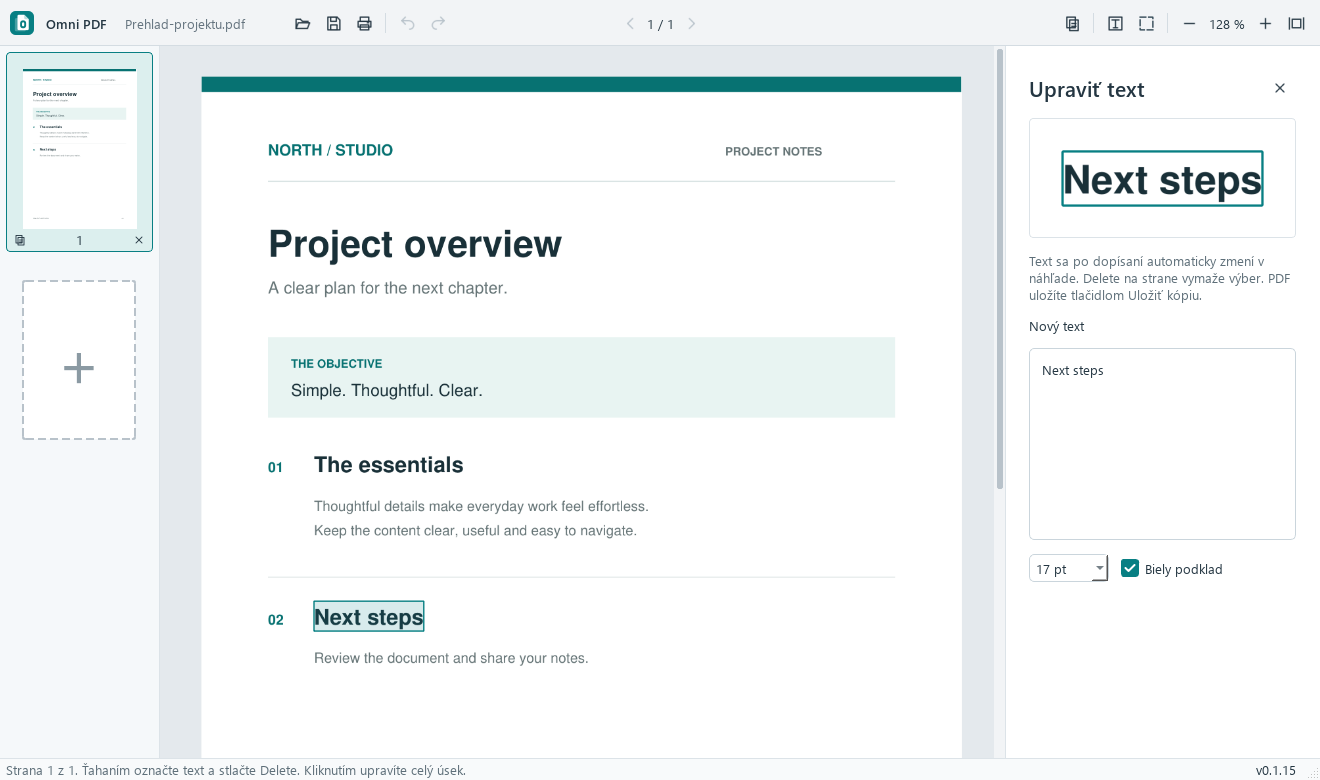 Omni PDF
Prehlad-projektu.pdf
1 / 1
128 %
1
NORTH / STUDIO
PROJECT NOTES
Project overview
A clear plan for the next chapter.
THE OBJECTIVE
Simple. Thoughtful. Clear.
01
The essentials
Thoughtful details make everyday work feel effortless.
Keep the content clear, useful and easy to navigate.
02
Next steps
Review the document and share your notes.
Upraviť text
Next steps
Text sa po dopísaní automaticky zmení v
náhľade. Delete na strane vymaže výber. PDF
uložíte tlačidlom Uložiť kópiu.
Nový text
Next steps
17 pt
Biely podklad
Strana 1 z 1. Ťahaním označte text a stlačte Delete. Kliknutím upravíte celý úsek.
v0.1.15